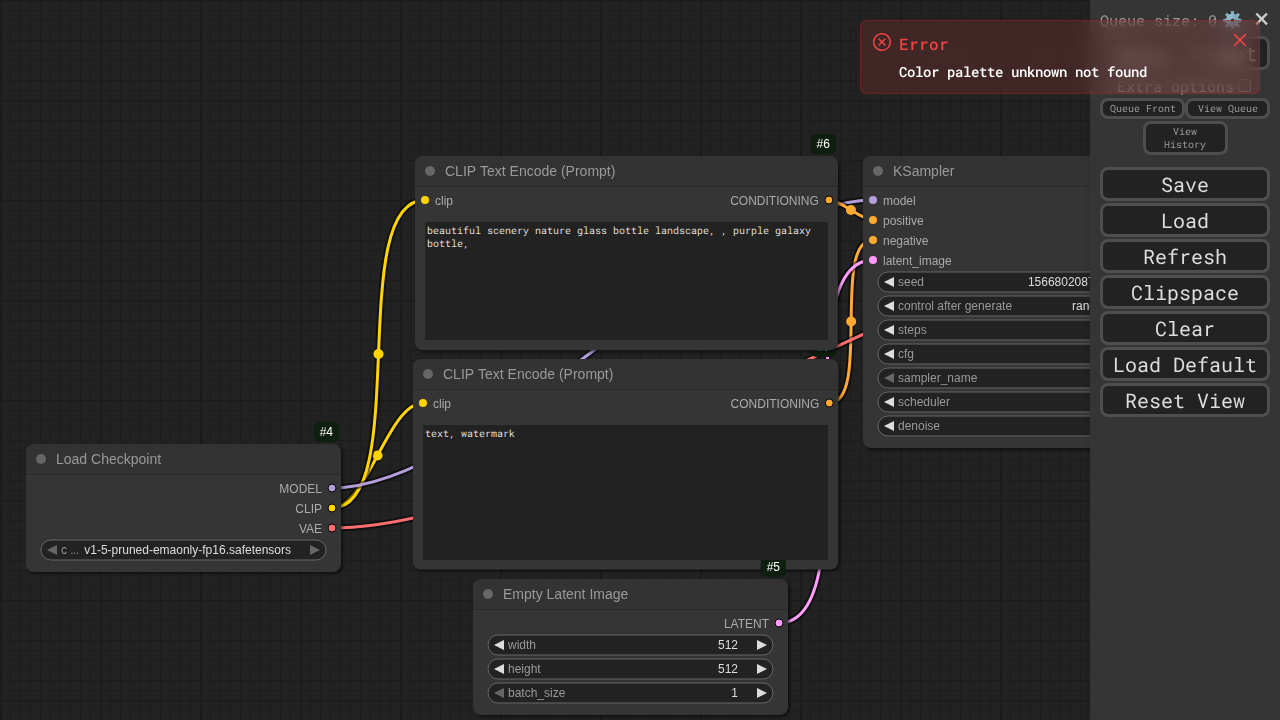 Queue size: 0
Error
Color palette unknown not found
Extra options
Queue Front
View Queue
View
History
Save
Load
Refresh
Clipspace
Clear
Load Default
Reset View
#6
CLIP Text Encode (Prompt)
clip
CONDITIONING
beautiful scenery nature glass bottle landscape, , purple galaxy
bottle,
KSampler
model
positive
negative
latent_image
seed
1566802087
control after generate
ran
steps
cfg
sampler_name
scheduler
denoise
CLIP Text Encode (Prompt)
clip
CONDITIONING
text, watermark
#4
Load Checkpoint
MODEL
CLIP
VAE
c ... v1-5-pruned-emaonly-fp16.safetensors
#5
Empty Latent Image
LATENT
width 512
height 512
batch_size 1